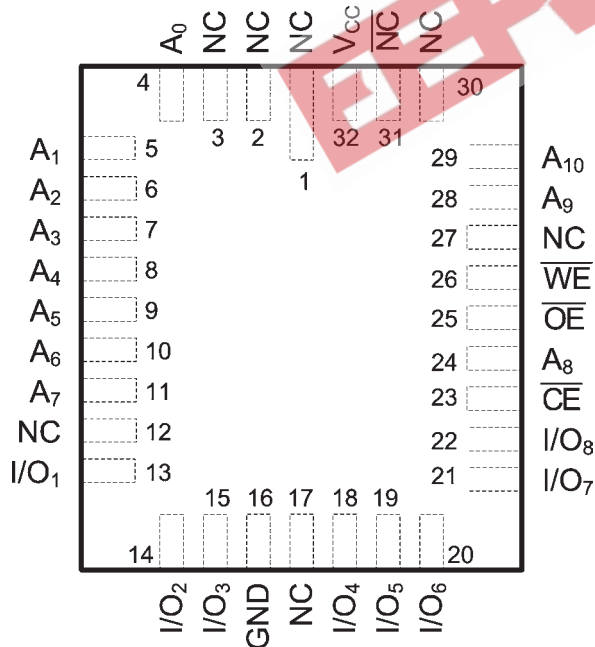 A0 NC NC NC VCC NC NC
4 30
3 2 32 31
1
A1 5 29 A10
A2 6 28 A9
A3 7 27 NC
A4 8 26 WE
A5 9 25 OE
A6 10 24 A8
A7 11 23 CE
NC 12 22 I/O8
I/O1 13 21 I/O7
15 16 17 18 19
14 20
I/O2 I/O3 GND NC I/O4 I/O5 I/O6